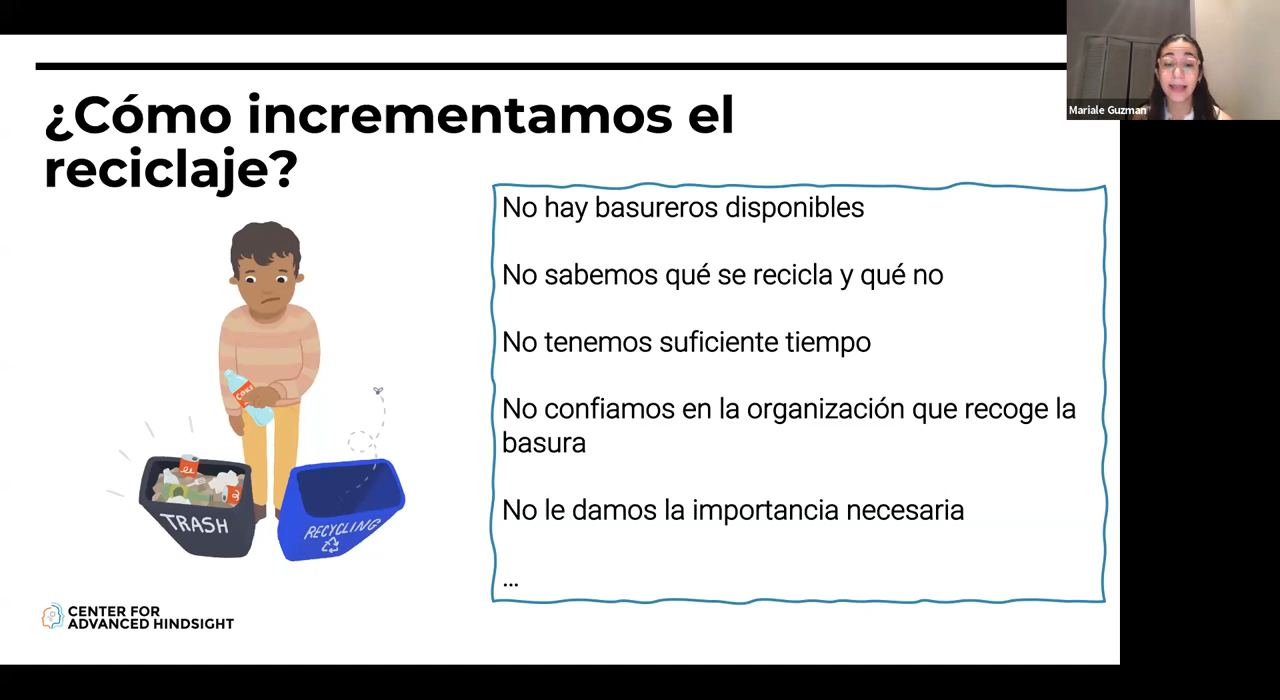 Mariale Guzman
¿Cómo incrementamos el
reciclaje?
No hay basureros disponibles
No sabemos qué se recicla y qué no
No tenemos suficiente tiempo
No confiamos en la organización que recoge la
basura
No le damos la importancia necesaria
...
TRASH
RECYCLING
CENTER FOR
ADVANCED HINDSIGHT